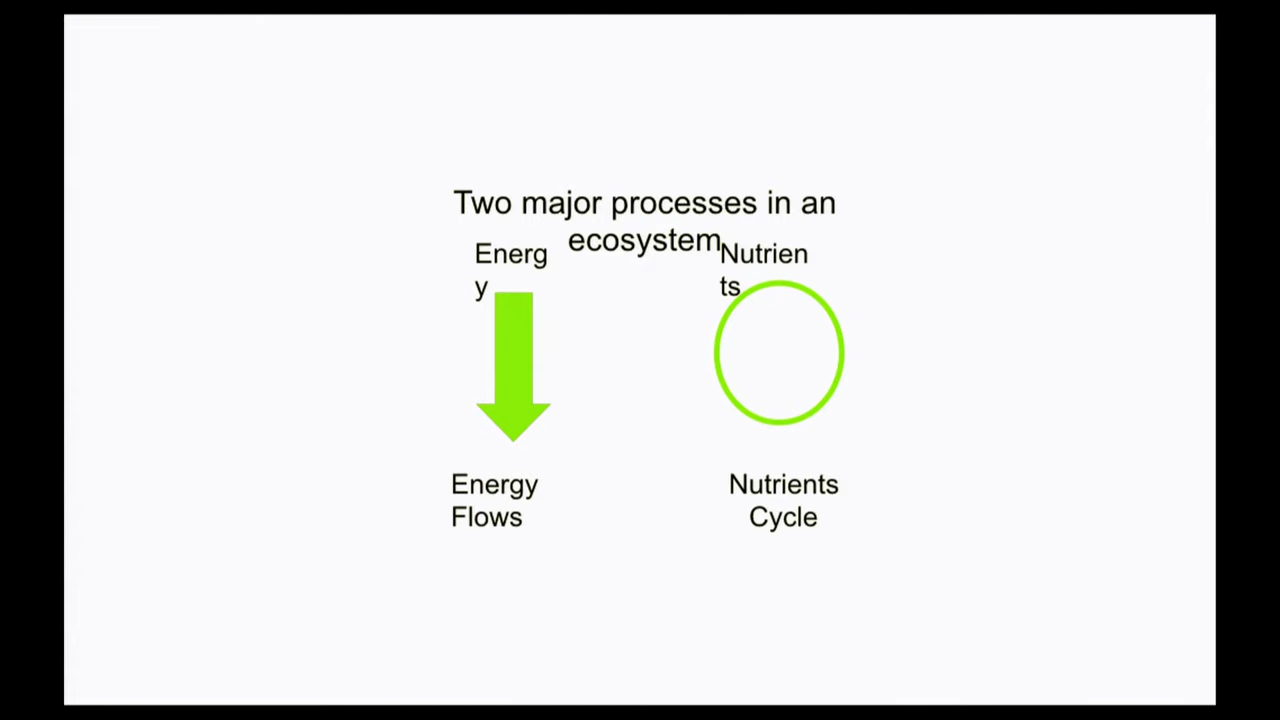 Two major processes in an
ecosystem
Energ
y
Nutrien
ts
Energy
Flows
Nutrients
Cycle